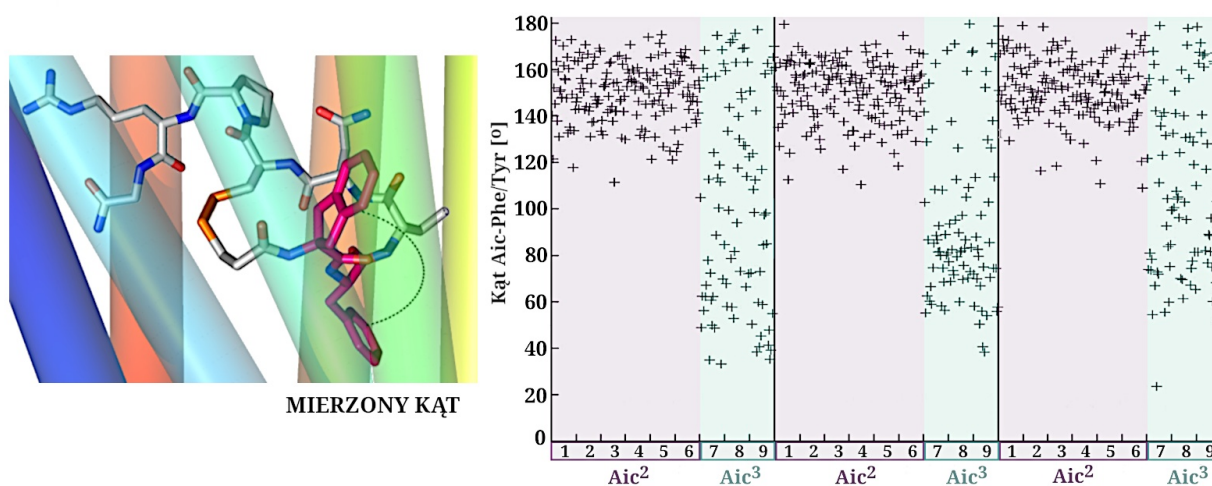 MIERZONY KĄT
Kąt Aic-Phe/Tyr [o]
180
160
140
120
100
80
60
40
20
0
1 2 3 4 5 6 7 8 9 1 2 3 4 5 6 7 8 9 1 2 3 4 5 6 7 8 9
Aic² Aic³ Aic² Aic³ Aic² Aic³